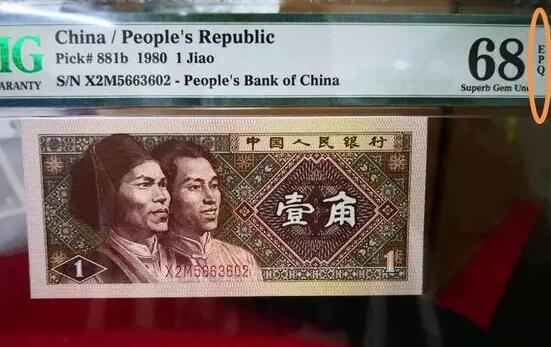 MG
ARANTY
China / People's Republic
Pick# 881b 1980 1 Jiao
S/N X2M5663602 - People's Bank of China
68
EPQ
Superb Gem Unc
中国人民银行
壹角
X2M5663602
1
1